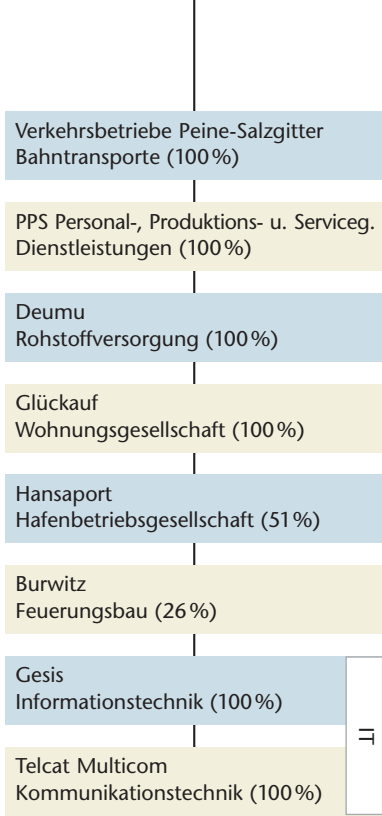 Verkehrsbetriebe Peine-Salzgitter
Bahntransporte (100%)
PPS Personal-, Produktions- u. Serviceg.
Dienstleistungen (100%)
Deumu
Rohstoffversorgung (100%)
Glückauf
Wohnungsgesellschaft (100%)
Hansaport
Hafenbetriebsgesellschaft (51%)
Burwitz
Feuerungsbau (26%)
Gesis
Informationstechnik (100%)
IT
Telcat Multicom
Kommunikationstechnik (100%)